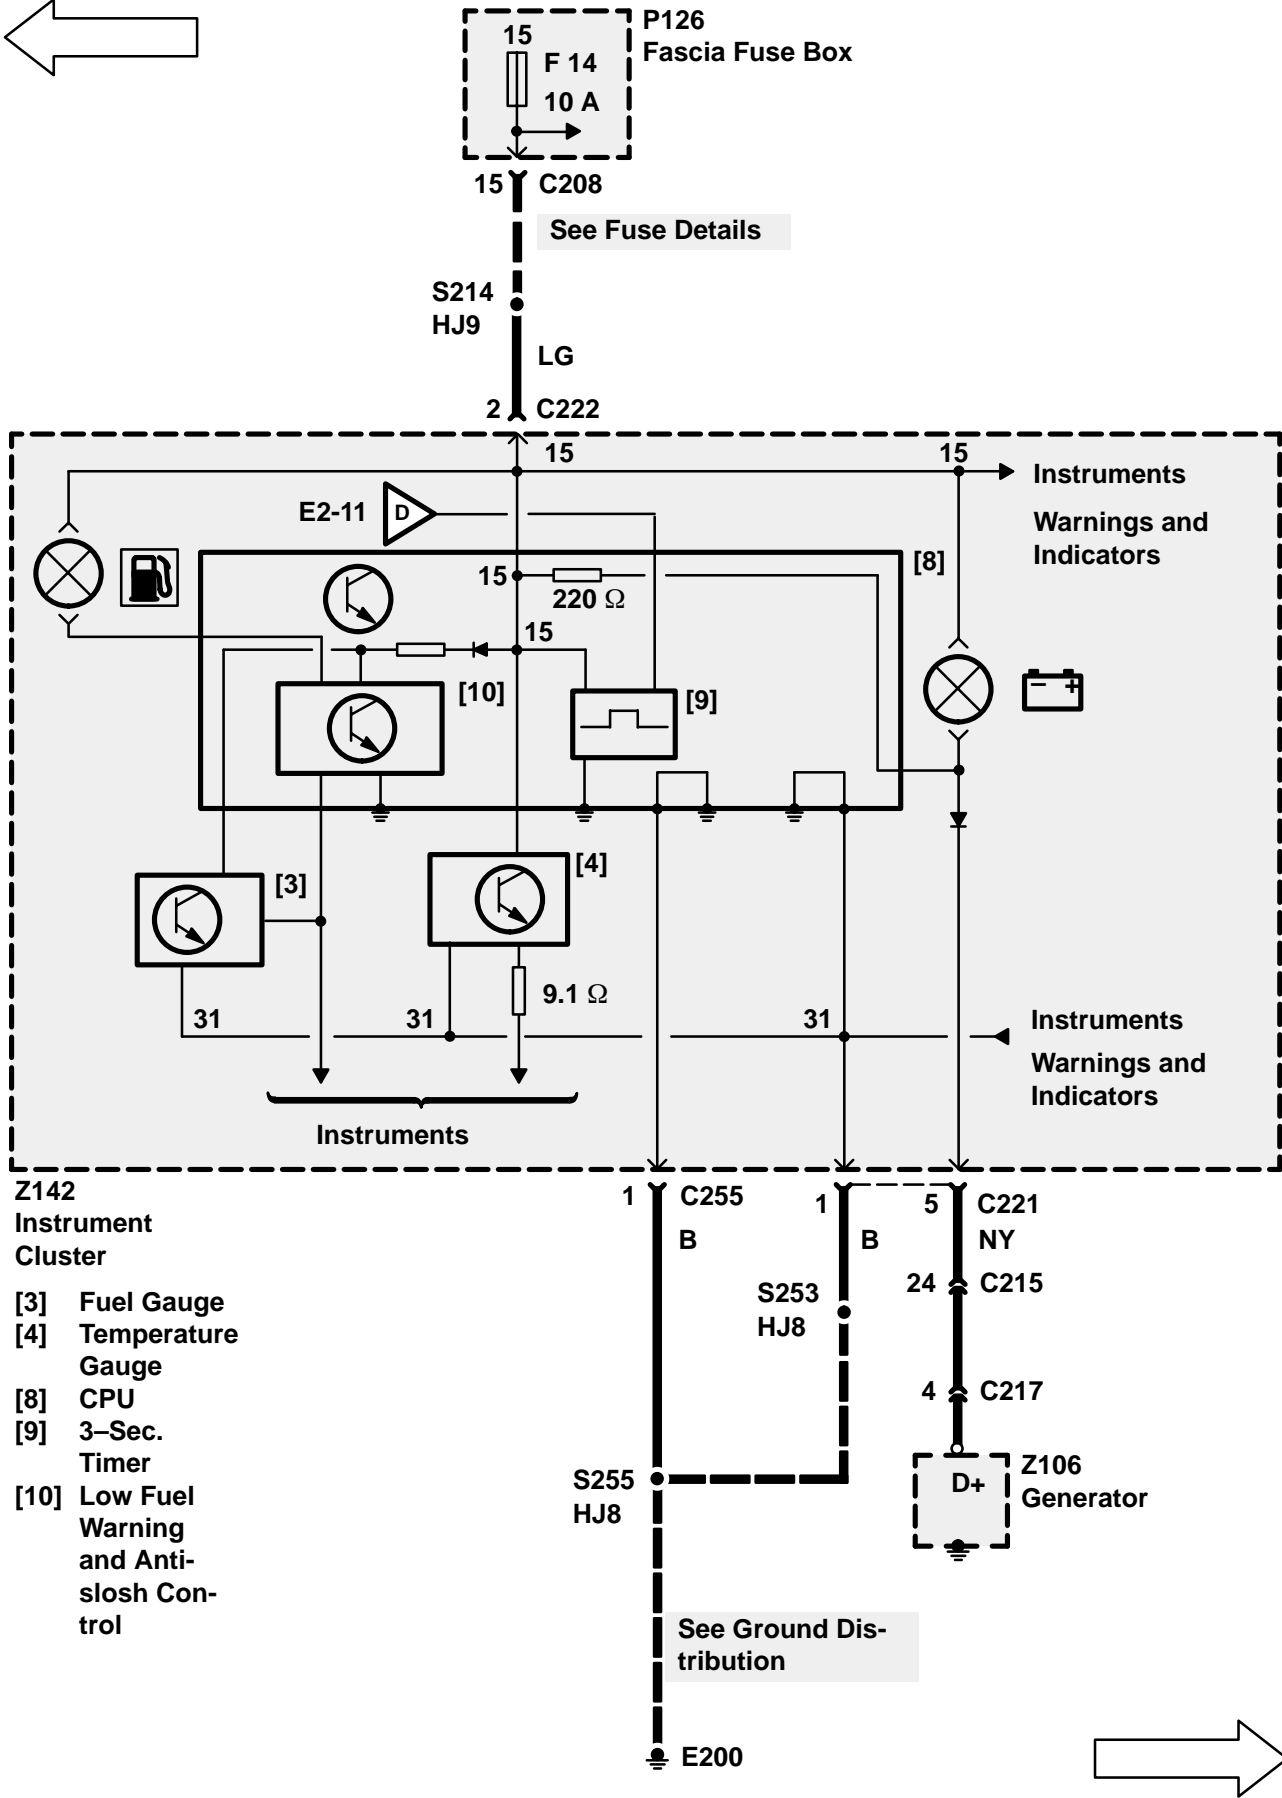 P126
Fascia Fuse Box
15
F 14
10 A
15
C208
See Fuse Details
S214
HJ9
LG
2
C222
15
15
Instruments
Warnings and
Indicators
E2-11
D
[8]
15
220 Ω
15
[10]
[9]
− +
[4]
[3]
9.1 Ω
31
31
31
Instruments
Warnings and
Indicators
Instruments
Z142
Instrument
Cluster
[3] Fuel Gauge
[4] Temperature
Gauge
[8] CPU
[9] 3–Sec.
Timer
[10] Low Fuel
Warning
and Anti-
slosh Con-
trol
1
C255
B
1
B
5
C221
NY
24
C215
S253
HJ8
4
C217
S255
HJ8
D+
Z106
Generator
See Ground Dis-
tribution
E200